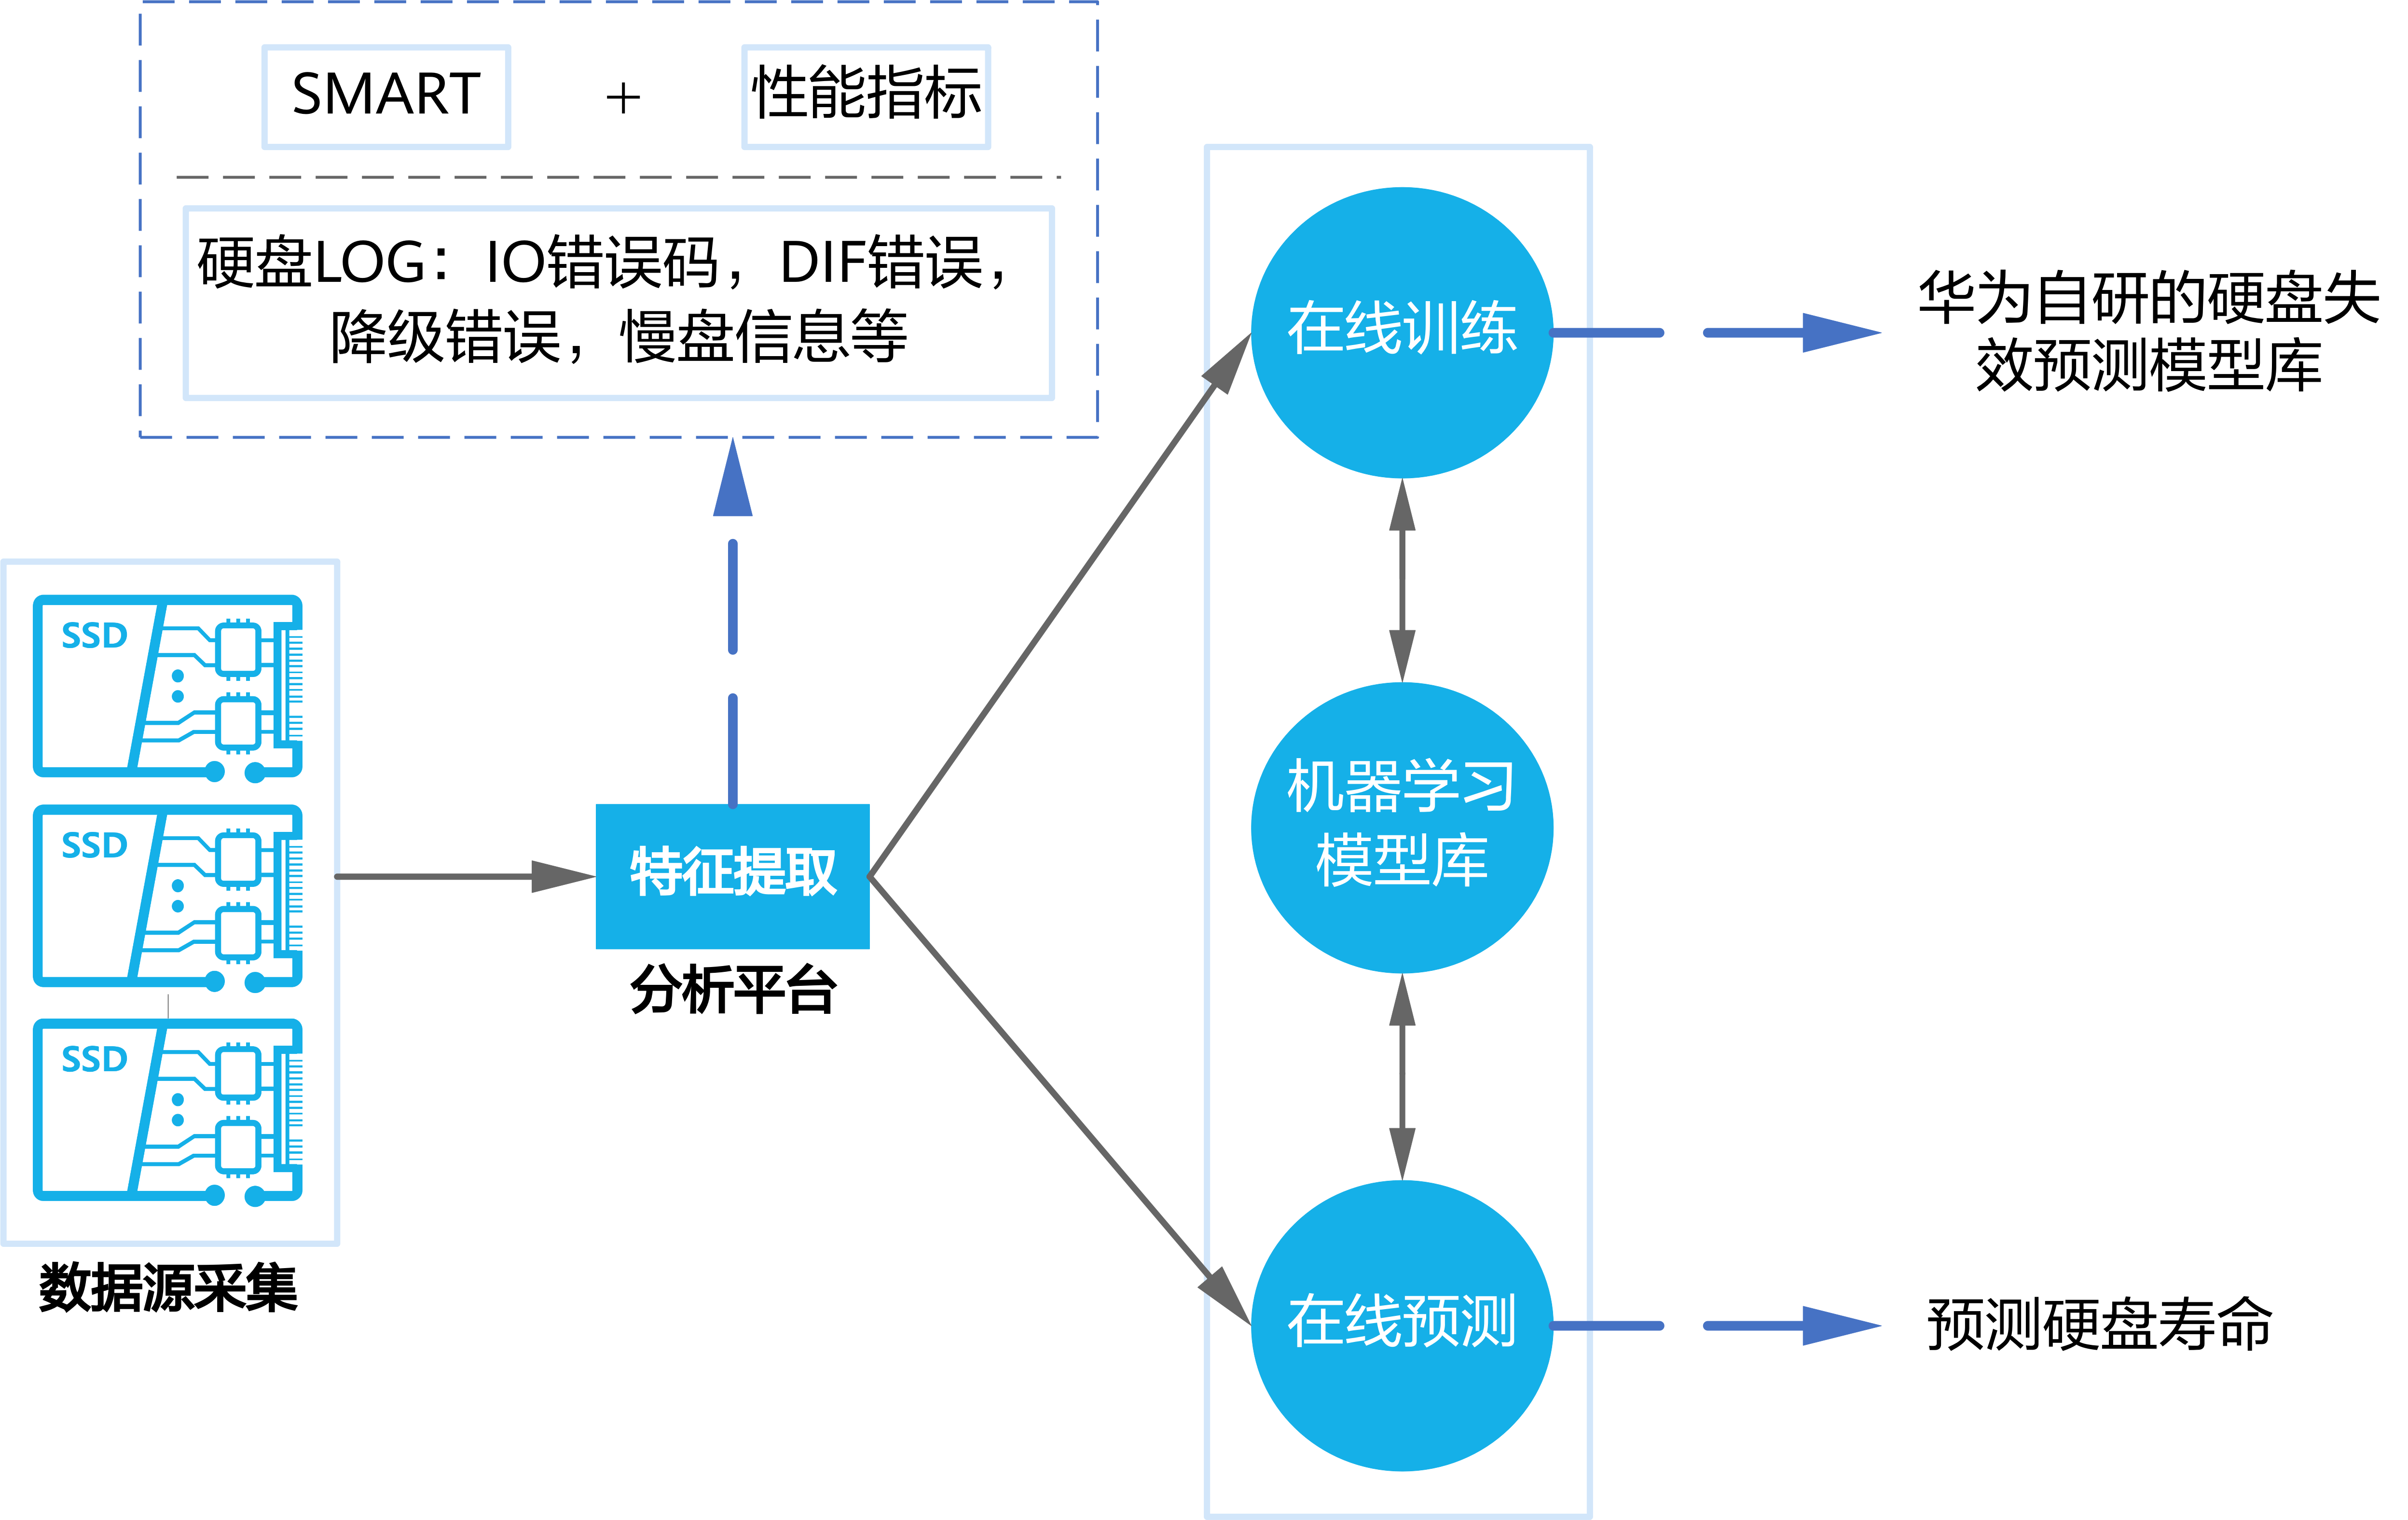 SMART
+
性能指标
硬盘LOG：IO错误码，DIF错误，
降级错误，慢盘信息等
SSD
SSD
SSD
数据源采集
特征提取
分析平台
在线训练
机器学习
模型库
在线预测
华为自研的硬盘失
效预测模型库
预测硬盘寿命